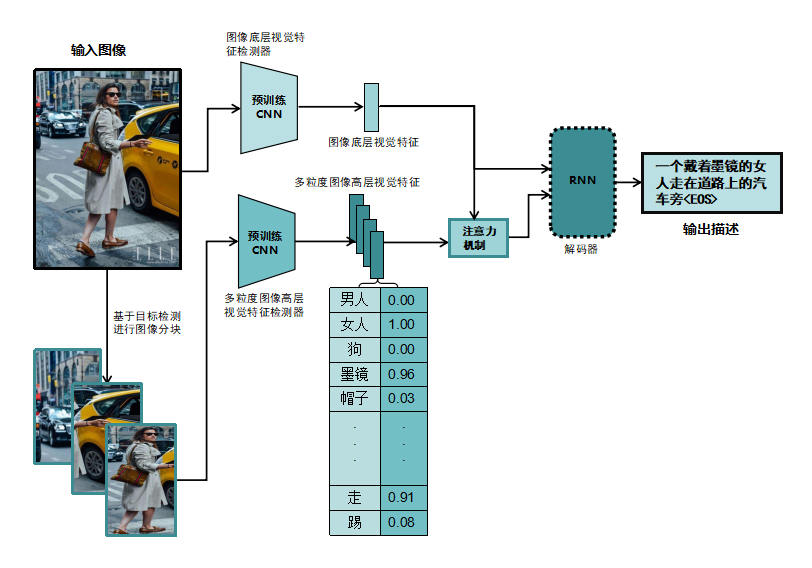 输入图像
图像底层视觉特
征检测器
预训练
CNN
图像底层视觉特征
多粒度图像高层视觉特征
预训练
CNN
多粒度图像高层
视觉特征检测器
注意力
机制
RNN
解码器
一个戴着墨镜的女
人走在道路上的汽
车旁<EOS>
输出描述
ELLE
基于目标检测
进行图像分块
男人 0.00
女人 1.00
狗 0.00
墨镜 0.96
帽子 0.03
. .
. .
. .
走 0.91
踢 0.08